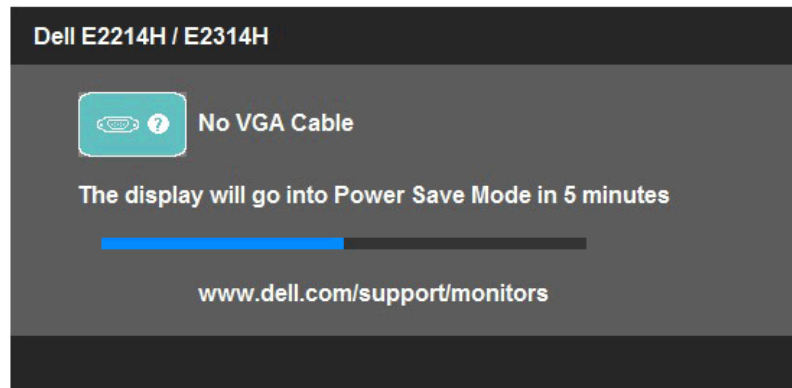 Dell E2214H / E2314H
? No VGA Cable
The display will go into Power Save Mode in 5 minutes
www.dell.com/support/monitors